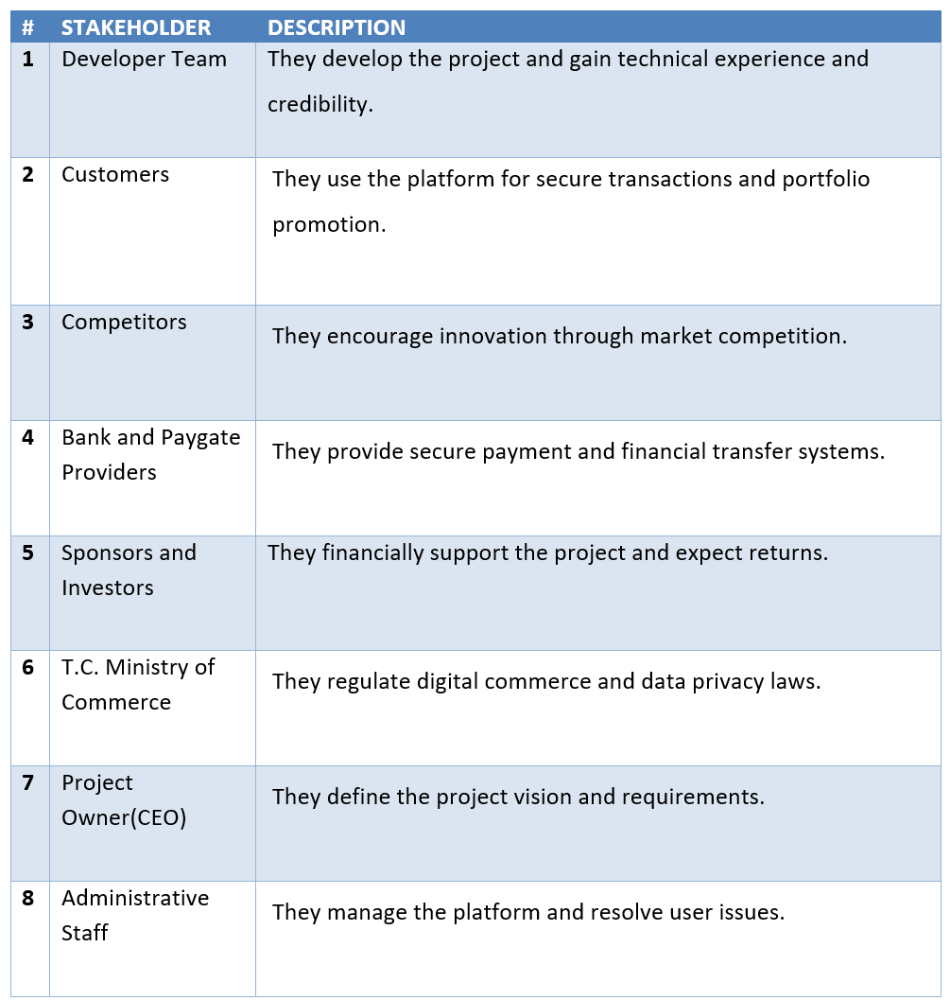 # STAKEHOLDER DESCRIPTION
1 Developer Team They develop the project and gain technical experience and
credibility.
2 Customers They use the platform for secure transactions and portfolio
promotion.
3 Competitors They encourage innovation through market competition.
4 Bank and Paygate
Providers
They provide secure payment and financial transfer systems.
5 Sponsors and
Investors
They financially support the project and expect returns.
6 T.C. Ministry of
Commerce
They regulate digital commerce and data privacy laws.
7 Project
Owner(CEO)
They define the project vision and requirements.
8 Administrative
Staff
They manage the platform and resolve user issues.